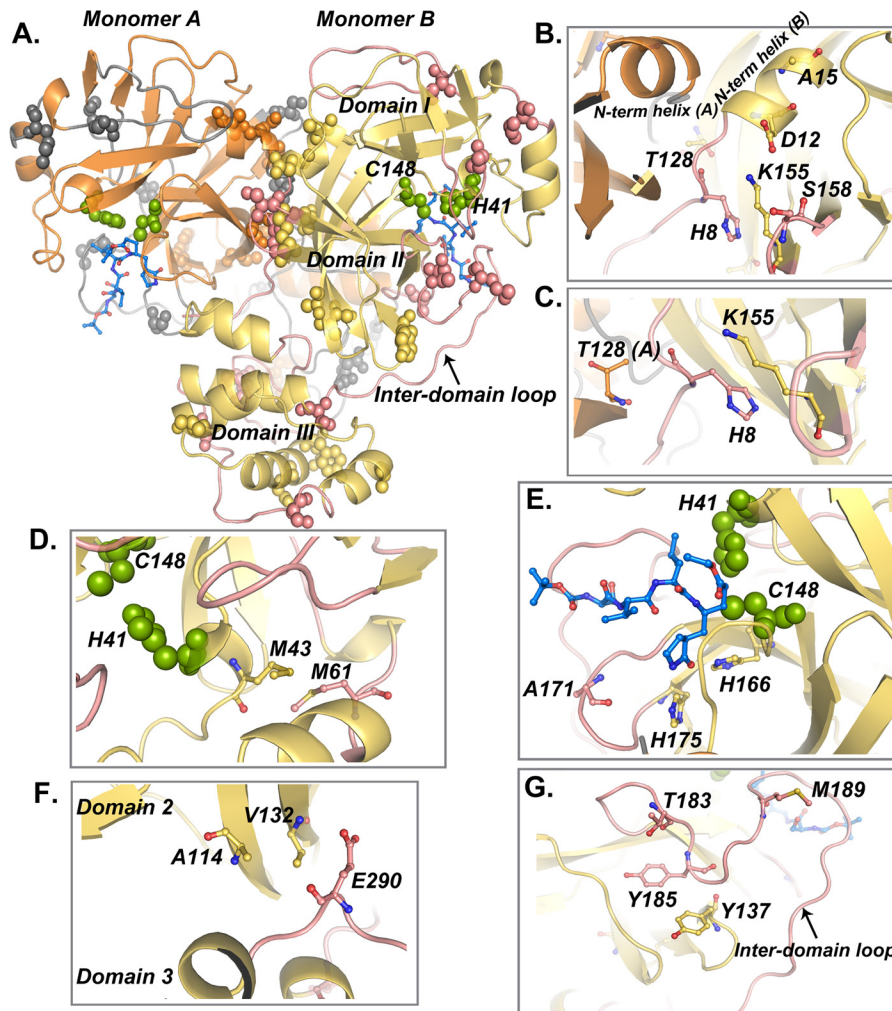 A.
Monomer A
Monomer B
Domain I
C148
H41
Domain II
Inter-domain loop
Domain III
B.
N-term helix (A)
N-term helix (B)
A15
D12
T128
K155
S158
H8
C.
K155
T128 (A)
H8
D.
C148
H41
M43
M61
E.
H41
C148
A171
H166
H175
F.
Domain 2
V132
A114
E290
Domain 3
G.
T183
M189
Y185
Y137
Inter-domain loop